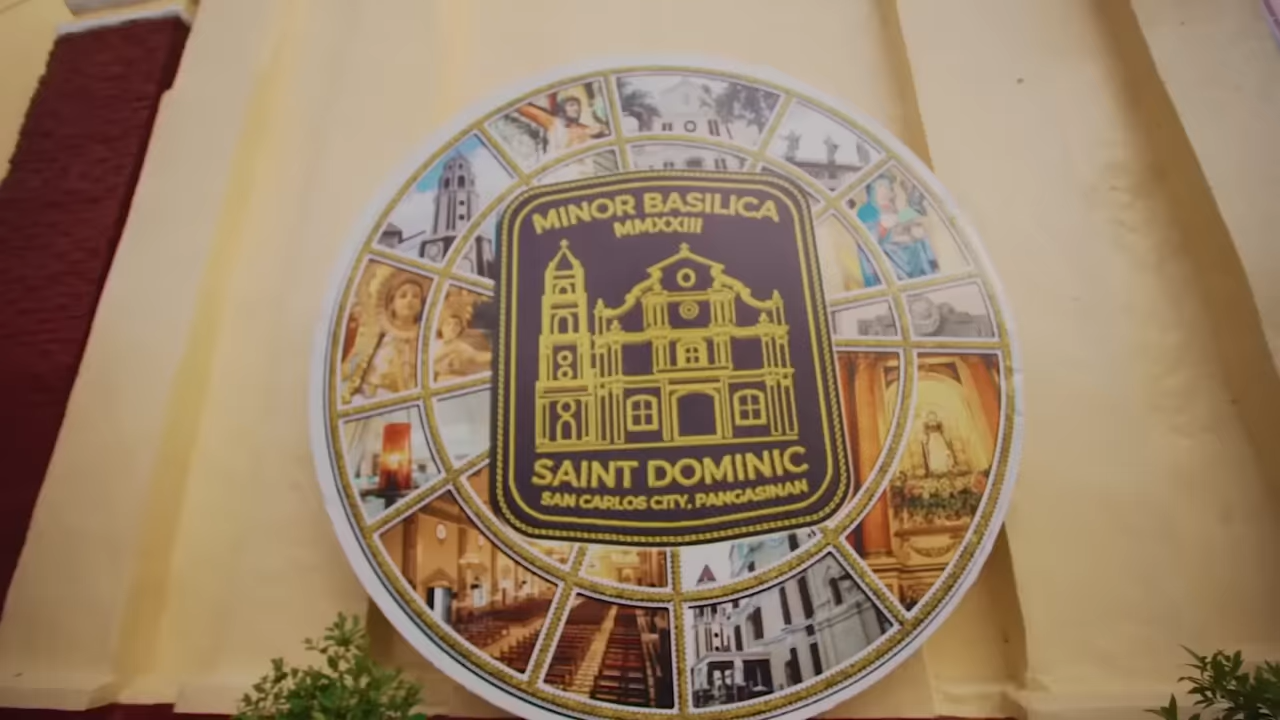 MINOR BASILICA
MMXXIII
SAINT DOMINIC
SAN CARLOS CITY, PANGASINAN